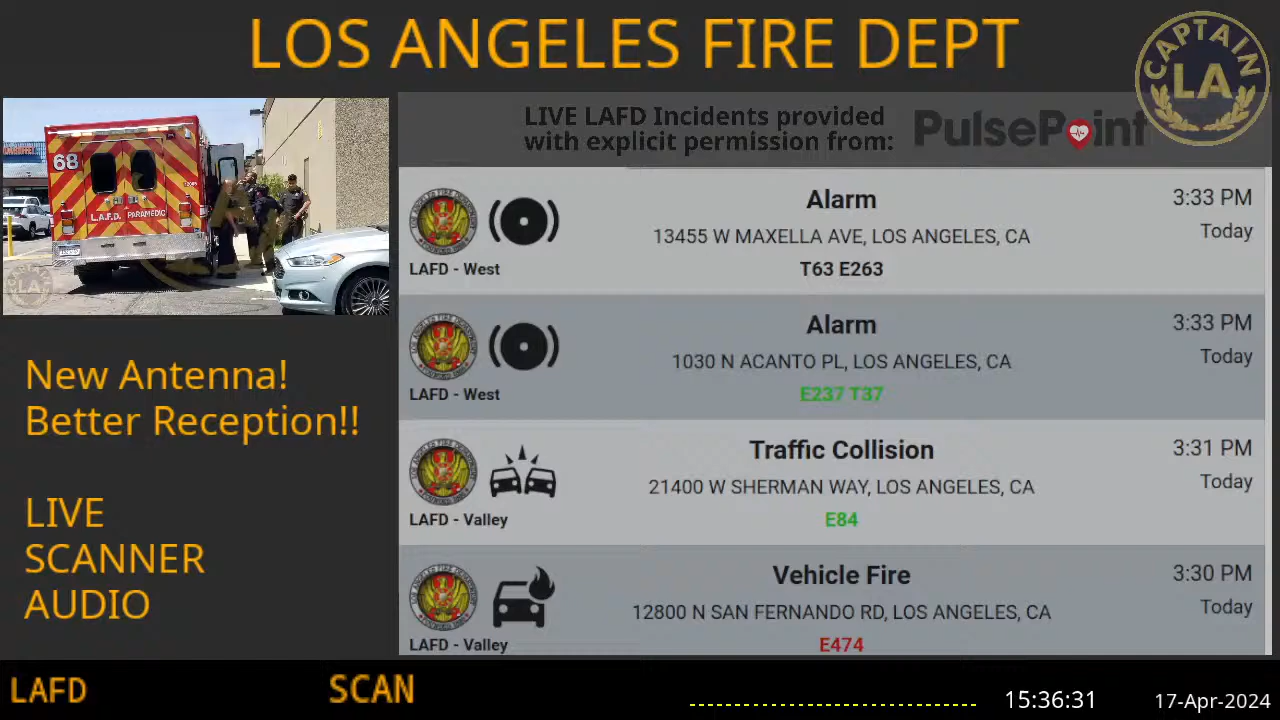 LOS ANGELES FIRE DEPT
CAPTAIN
LA
LIVE LAFD Incidents provided
with explicit permission from:
PulsePoint
68
L.A.F.D. PARAMEDIC
Alarm
3:33 PM
13455 W MAXELLA AVE, LOS ANGELES, CA
Today
LAFD - West
T63 E263
Alarm
3:33 PM
1030 N ACANTO PL, LOS ANGELES, CA
Today
LAFD - West
E237 T37
Traffic Collision
3:31 PM
21400 W SHERMAN WAY, LOS ANGELES, CA
Today
LAFD - Valley
E84
Vehicle Fire
3:30 PM
12800 N SAN FERNANDO RD, LOS ANGELES, CA
Today
LAFD - Valley
E474
New Antenna!
Better Reception!!
LIVE
SCANNER
AUDIO
LAFD
SCAN
15:36:31
17-Apr-2024